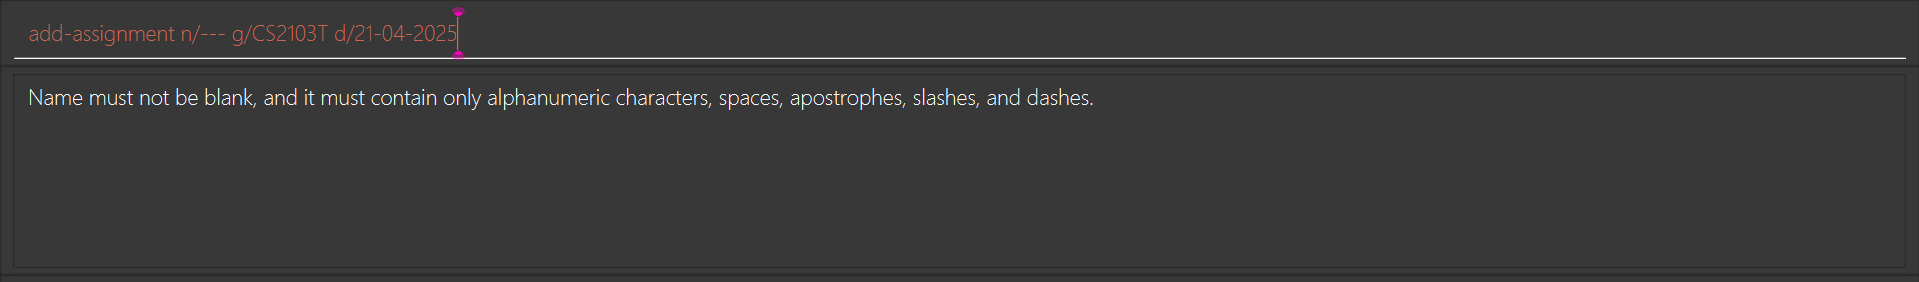 add-assignment n/--- g/CS2103T d/21-04-2025
Name must not be blank, and it must contain only alphanumeric characters, spaces, apostrophes, slashes, and dashes.